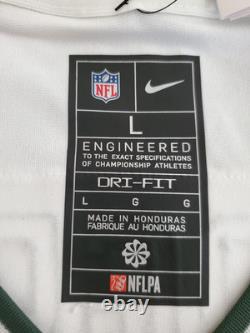 NFL
L
ENGINEERED
TO THE EXACT SPECIFICATIONS
OF CHAMPIONSHIP ATHLETES
DRI-FIT
L G G
MADE IN HONDURAS
FABRIQUÉ AU HONDURAS
NFLPA